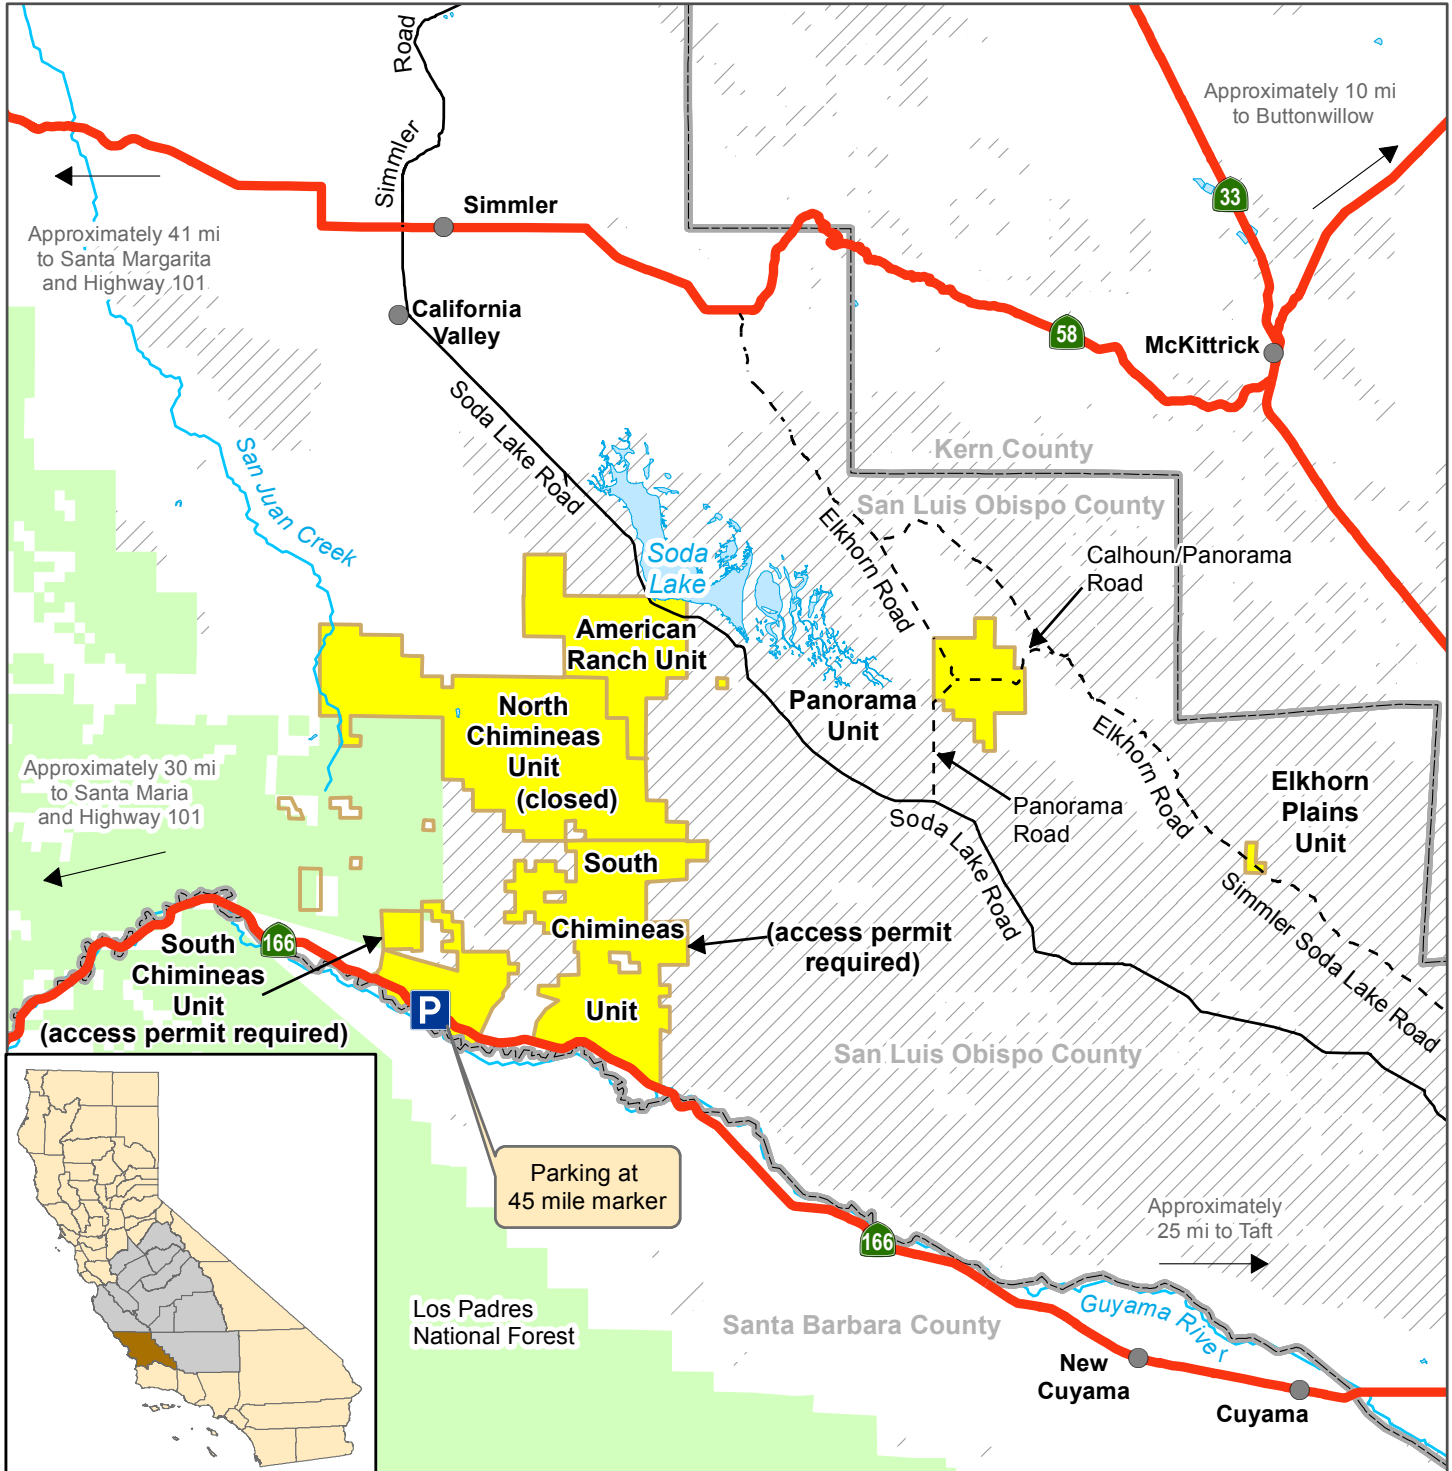 Road
Simmler
Approximately 10 mi
to Buttonwillow
33
Simmler
Approximately 41 mi
to Santa Margarita
and Highway 101
California
Valley
58
McKittrick
Soda Lake Road
San Juan Creek
Kern County
San Luis Obispo County
Elkhorn Road
Soda
Lake
Calhoun/Panorama
Road
American
Ranch Unit
Panorama
Unit
North
Chimineas
Unit
(closed)
Elkhorn Road
Approximately 30 mi
to Santa Maria
and Highway 101
Panorama
Road
Elkhorn
Plains
Unit
Soda Lake Road
South
Chimineas
Unit
(access permit
required)
Simmler Soda Lake Road
166
South
Chimineas
Unit
(access permit required)
P
San Luis Obispo County
Parking at
45 mile marker
Approximately
25 mi to Taft
166
Los Padres
National Forest
Santa Barbara County
Guyama River
New
Cuyama
Cuyama